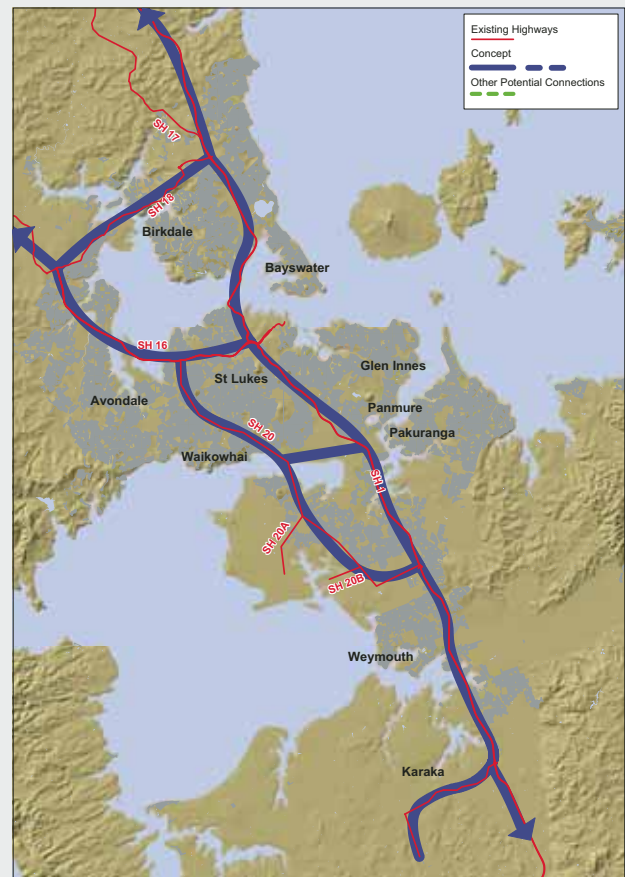 Existing Highways
Concept
Other Potential Connections
SH 17
SH 18
Birkdale
Bayswater
SH 16
Glen Innes
St Lukes
Avondale
Panmure
SH 20
Pakuranga
Waikowhai
SH 1
SH 20A
SH 20B
Weymouth
Karaka